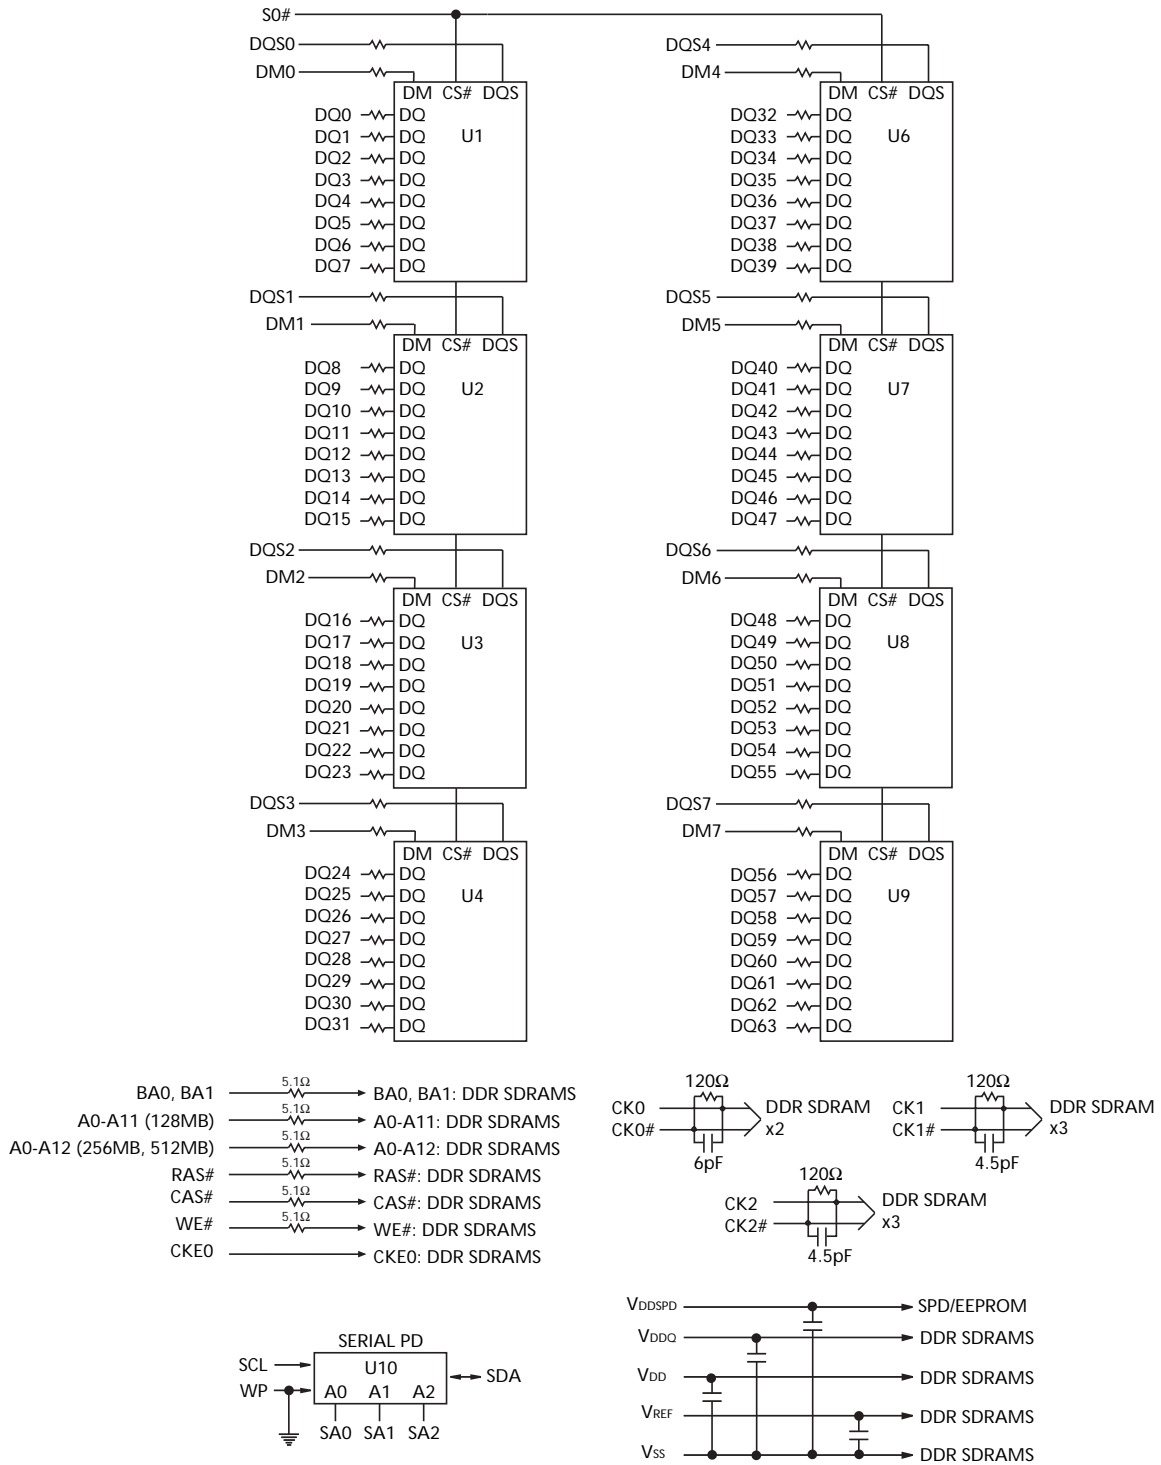 S0#
DQS0
DM0
DM CS# DQS
DQ0 DQ
DQ1 DQ
U1
DQ2 DQ
DQ3 DQ
DQ4 DQ
DQ5 DQ
DQ6 DQ
DQ7 DQ
DQS1
DM1
DM CS# DQS
DQ8 DQ
DQ9 DQ
U2
DQ10 DQ
DQ11 DQ
DQ12 DQ
DQ13 DQ
DQ14 DQ
DQ15 DQ
DQS2
DM2
DM CS# DQS
DQ16 DQ
DQ17 DQ
U3
DQ18 DQ
DQ19 DQ
DQ20 DQ
DQ21 DQ
DQ22 DQ
DQ23 DQ
DQS3
DM3
DM CS# DQS
DQ24 DQ
DQ25 DQ
U4
DQ26 DQ
DQ27 DQ
DQ28 DQ
DQ29 DQ
DQ30 DQ
DQ31 DQ
DQS4
DM4
DM CS# DQS
DQ32 DQ
DQ33 DQ
U6
DQ34 DQ
DQ35 DQ
DQ36 DQ
DQ37 DQ
DQ38 DQ
DQ39 DQ
DQS5
DM5
DM CS# DQS
DQ40 DQ
DQ41 DQ
U7
DQ42 DQ
DQ43 DQ
DQ44 DQ
DQ45 DQ
DQ46 DQ
DQ47 DQ
DQS6
DM6
DM CS# DQS
DQ48 DQ
DQ49 DQ
U8
DQ50 DQ
DQ51 DQ
DQ52 DQ
DQ53 DQ
DQ54 DQ
DQ55 DQ
DQS7
DM7
DM CS# DQS
DQ56 DQ
DQ57 DQ
U9
DQ58 DQ
DQ59 DQ
DQ60 DQ
DQ61 DQ
DQ62 DQ
DQ63 DQ
BA0, BA1 5.1Ω BA0, BA1: DDR SDRAMS
A0-A11 (128MB) 5.1Ω A0-A11: DDR SDRAMS
A0-A12 (256MB, 512MB) 5.1Ω A0-A12: DDR SDRAMS
RAS# 5.1Ω RAS#: DDR SDRAMS
CAS# 5.1Ω CAS#: DDR SDRAMS
WE# 5.1Ω WE#: DDR SDRAMS
CKE0 CKE0: DDR SDRAMS
120Ω
CK0 DDR SDRAM
CK0# x2
6pF
120Ω
CK1 DDR SDRAM
CK1# x3
4.5pF
120Ω
CK2 DDR SDRAM
CK2# x3
4.5pF
SERIAL PD
SCL U10 SDA
WP A0 A1 A2
SA0 SA1 SA2
VDDSPD SPD/EEPROM
VDDQ DDR SDRAMS
VDD DDR SDRAMS
VREF DDR SDRAMS
VSS DDR SDRAMS